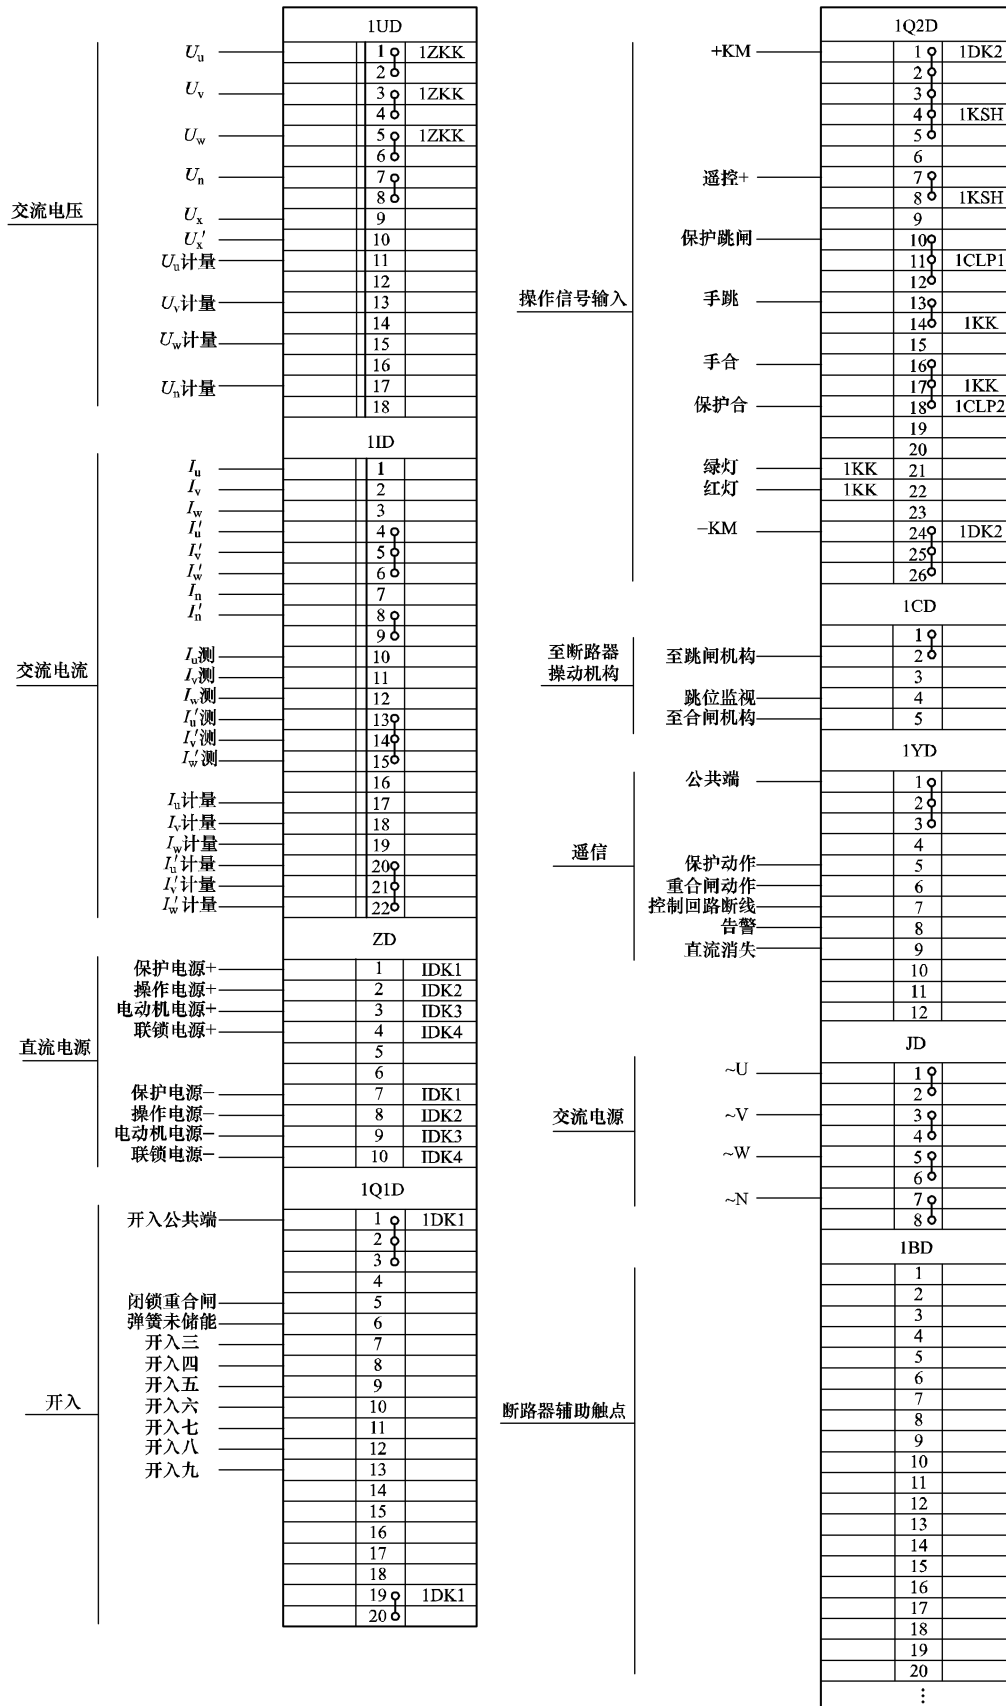 1UD
交流电压
Uu 1 1ZKK
2
Uv 3 1ZKK
4
Uw 5 1ZKK
6
Un 7
8
Ux 9
Ux′ 10
Uu计量 11
12
Uv计量 13
14
Uw计量 15
16
Un计量 17
18
1ID
交流电流
Iu 1
Iv 2
Iw 3
Iu′ 4
Iv′ 5
Iw′ 6
In 7
In′ 8
9
Iu测 10
Iv测 11
Iw测 12
Iu′测 13
Iv′测 14
Iw′测 15
16
Iu计量 17
Iv计量 18
Iw计量 19
Iu′计量 20
Iv′计量 21
Iw′计量 22
ZD
直流电源
保护电源+ 1 IDK1
操作电源+ 2 IDK2
电动机电源+ 3 IDK3
联锁电源+ 4 IDK4
5
6
保护电源− 7 IDK1
操作电源− 8 IDK2
电动机电源− 9 IDK3
联锁电源− 10 IDK4
1Q1D
开入
开入公共端 1 1DK1
2
3
4
闭锁重合闸 5
弹簧未储能 6
开入三 7
开入四 8
开入五 9
开入六 10
开入七 11
开入八 12
开入九 13
14
15
16
17
18
19 1DK1
20
1Q2D
操作信号输入
+KM 1 1DK2
2
3
4 1KSH
5
6
遥控+ 7
8 1KSH
9
保护跳闸 10
11 1CLP1
12
手跳 13
14 1KK
15
手合 16
17 1KK
保护合 18 1CLP2
19
20
绿灯 1KK 21
红灯 1KK 22
23
−KM 24 1DK2
25
26
1CD
至断路器
操动机构
1
至跳闸机构 2
3
跳位监视 4
至合闸机构 5
1YD
遥信
公共端 1
2
3
4
保护动作 5
重合闸动作 6
控制回路断线 7
告警 8
直流消失 9
10
11
12
JD
交流电源
~U 1
2
~V 3
4
~W 5
6
~N 7
8
1BD
断路器辅助触点
1
2
3
4
5
6
7
8
9
10
11
12
13
14
15
16
17
18
19
20
⋮